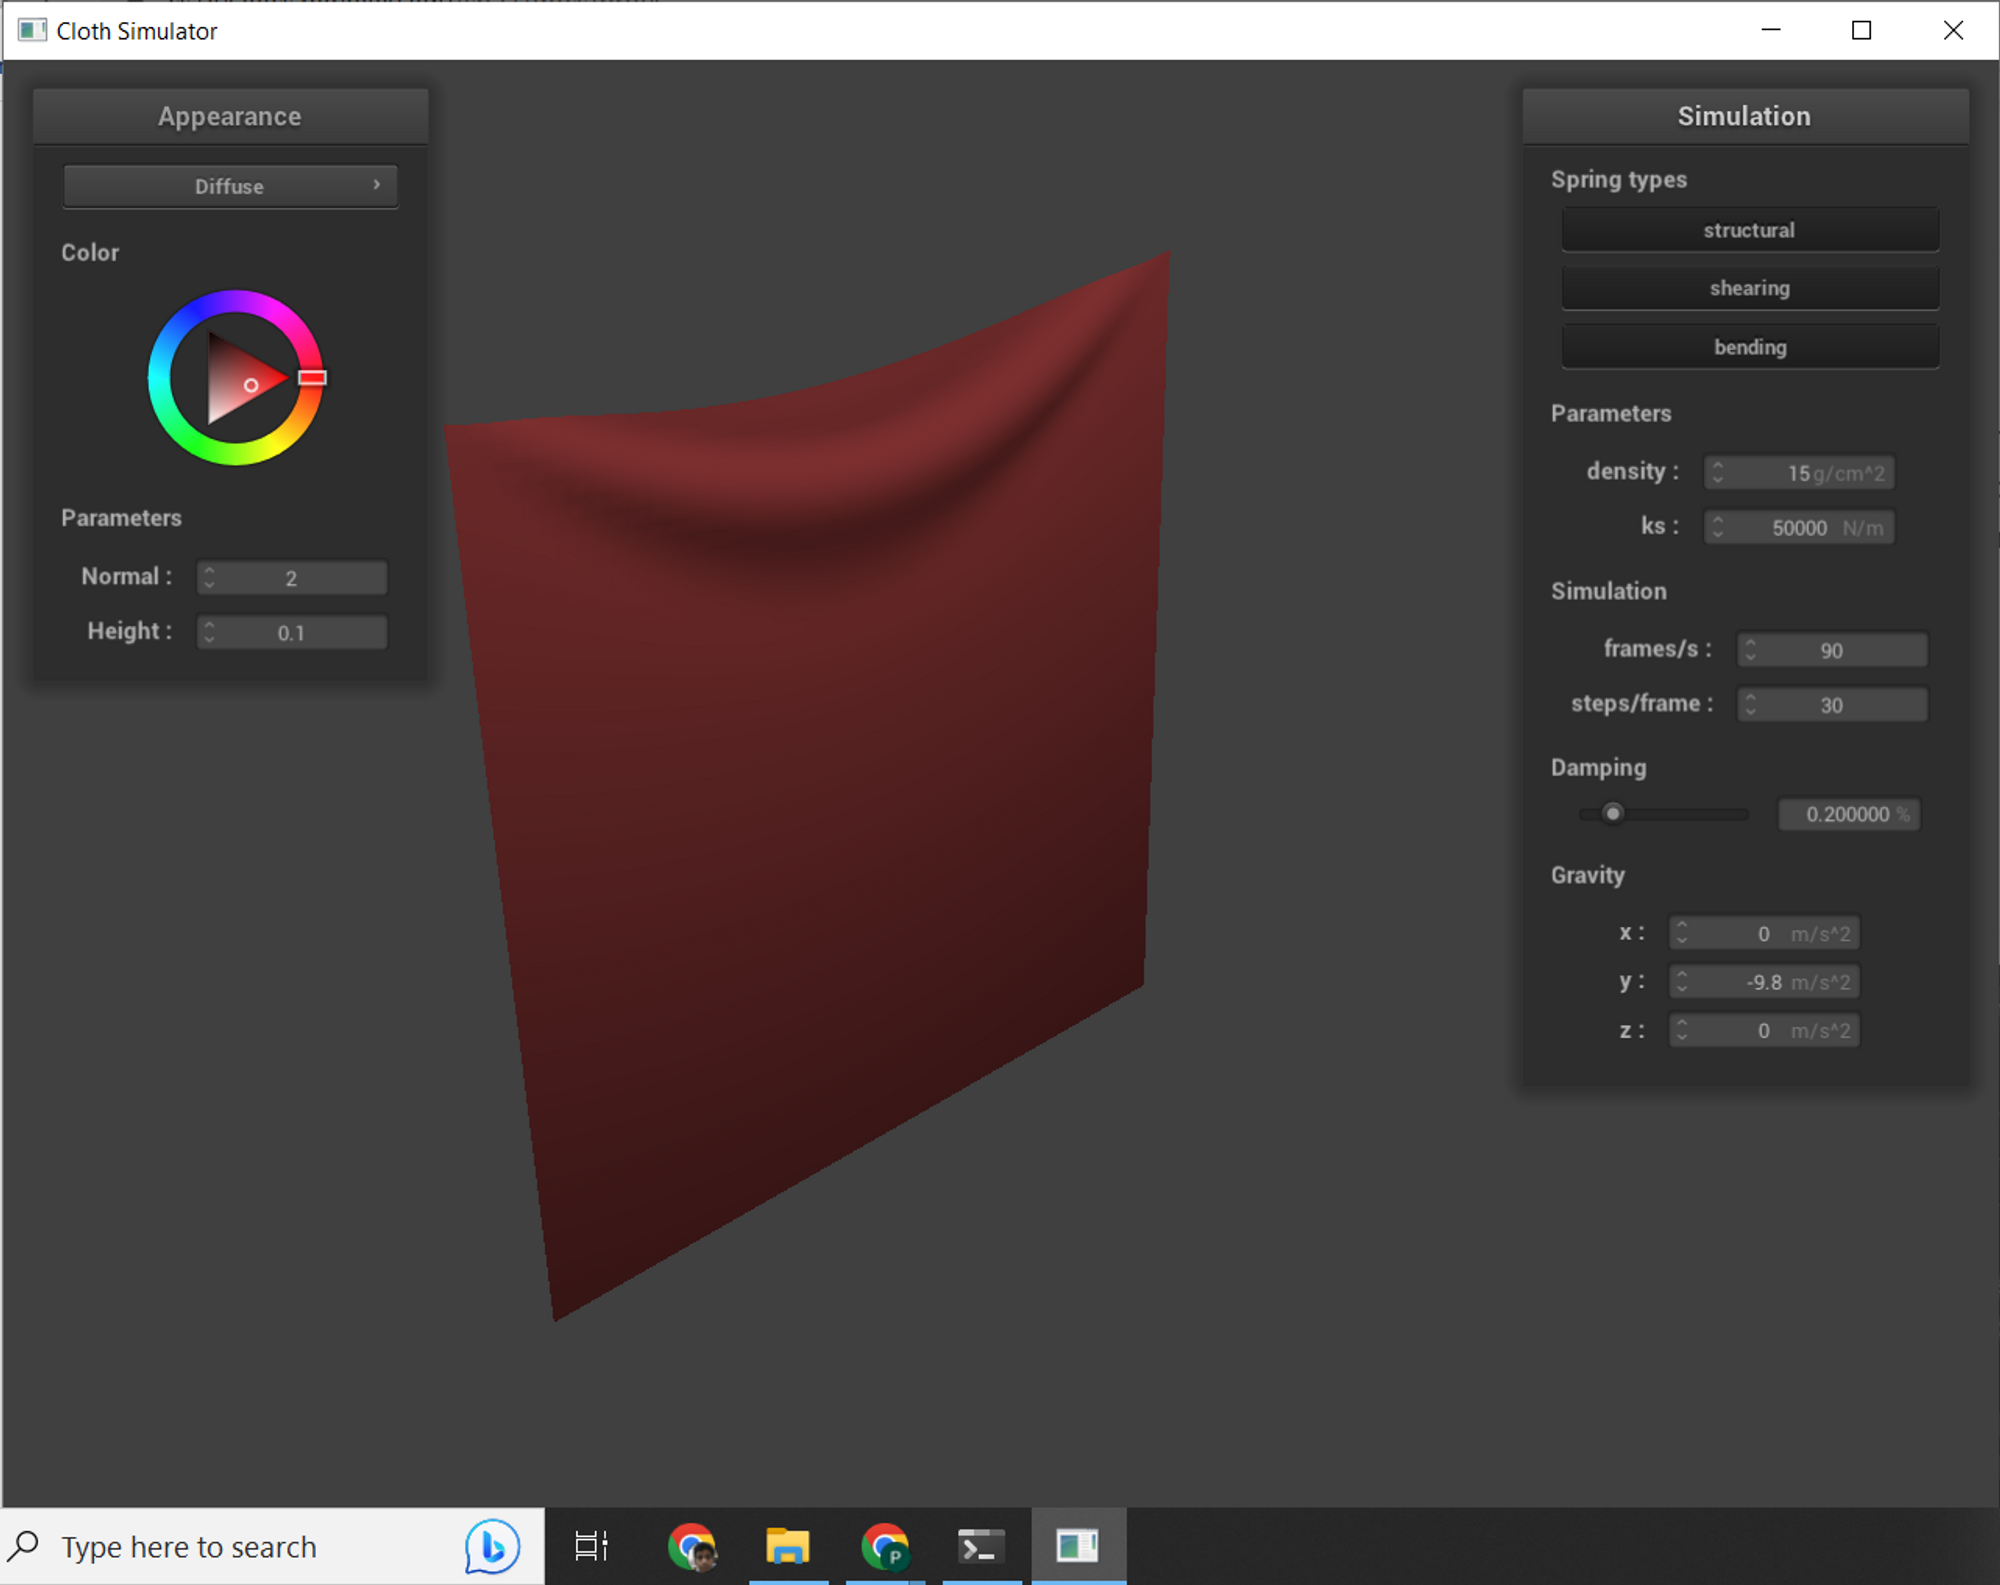 Cloth Simulator
Appearance
Diffuse
Color
Parameters
Normal : 2
Height : 0.1
Simulation
Spring types
structural
shearing
bending
Parameters
density : 15 g/cm^2
ks : 50000 N/m
Simulation
frames/s : 90
steps/frame : 30
Damping
0.200000 %
Gravity
x : 0 m/s^2
y : -9.8 m/s^2
z : 0 m/s^2
Type here to search
P